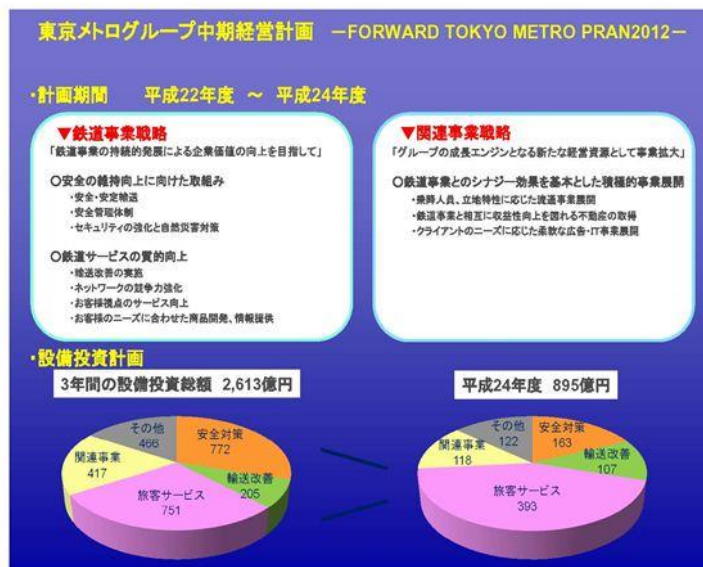 東京メトログループ中期経営計画 －FORWARD TOKYO METRO PRAN2012－
・計画期間 平成22年度 ～ 平成24年度
▼鉄道事業戦略
「鉄道事業の持続的発展による企業価値の向上を目指して」
○安全の維持向上に向けた取組み
・安全・安定輸送
・安全管理体制
・セキュリティの強化と自然災害対策
○鉄道サービスの質的向上
・輸送改善の実施
・ネットワークの競争力強化
・お客様視点のサービス向上
・お客様のニーズに合わせた商品開発、情報提供
▼関連事業戦略
「グループの成長エンジンとなる新たな経営資源として事業拡大」
○鉄道事業とのシナジー効果を基本とした積極的事業展開
・乗降人員、立地特性に応じた流通事業展開
・鉄道事業と相互に収益性向上を図れる不動産の取得
・クライアントのニーズに応じた柔軟な広告・IT事業展開
・設備投資計画
3年間の設備投資総額 2,613億円
その他
466
安全対策
772
関連事業
417
輸送改善
205
旅客サービス
751
平成24年度 895億円
その他
122
安全対策
163
関連事業
118
輸送改善
107
旅客サービス
393